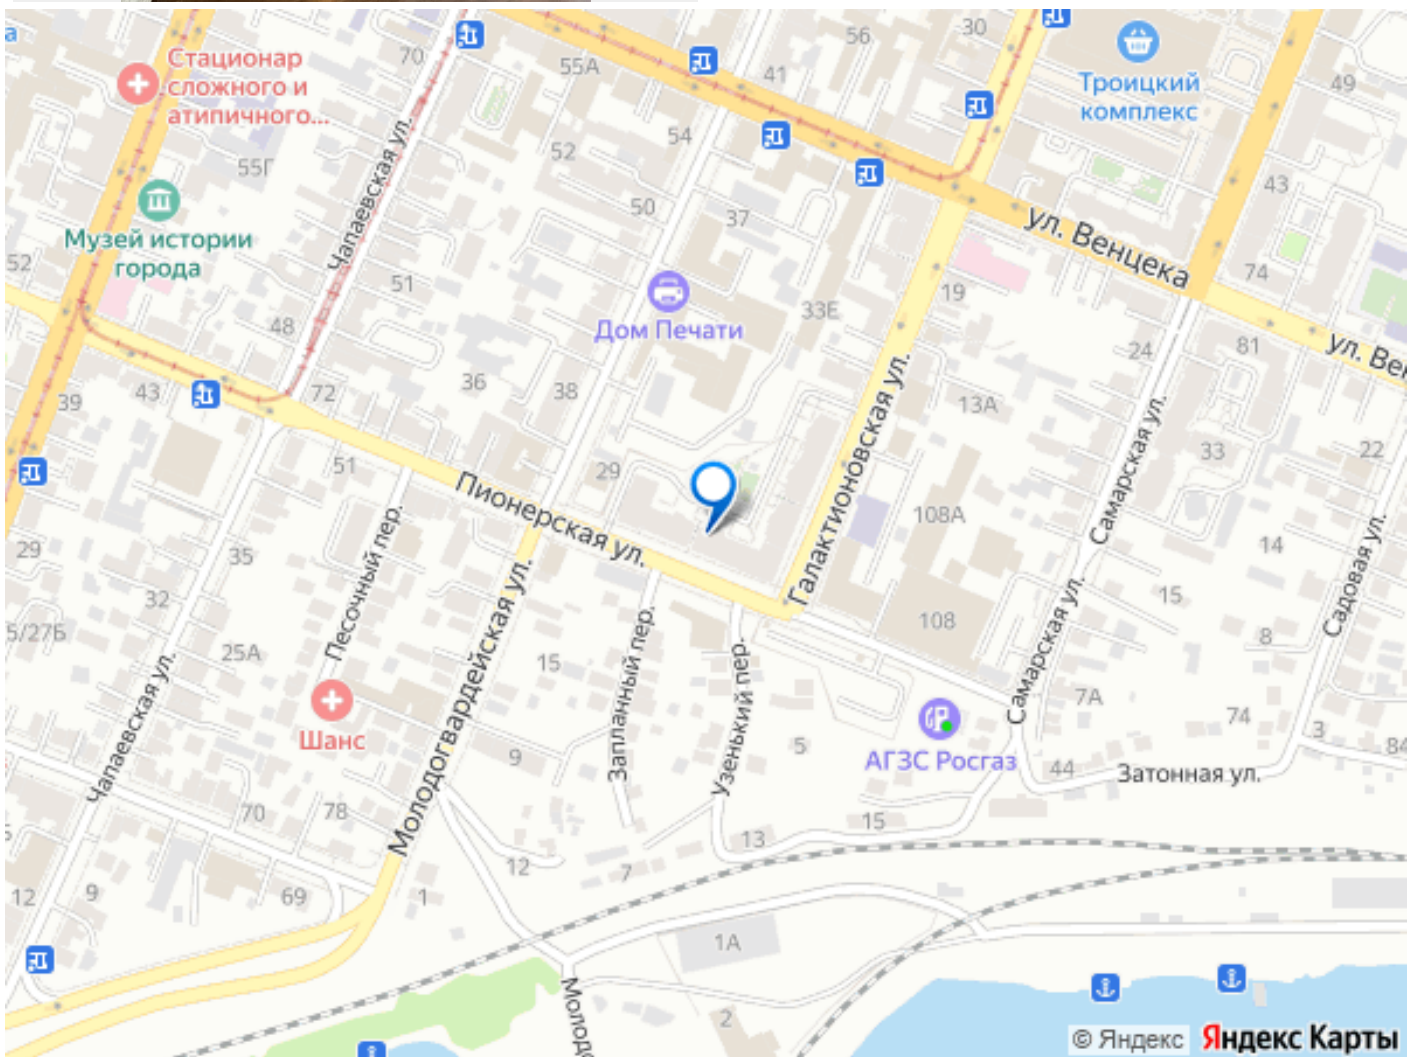 а
Стационар
сложного и
атипичного...
70
55А
56
30
41
Троицкий
комплекс
49
54
52
55Г
Чапаевская ул.
50
37
43
ул. Венцека
Музей истории
города
52
51
74
19
33Е
Дом Печати
48
24
81
ул. Вен
43
72
36
38
39
13А
Галактионовская ул.
Самарская ул.
33
22
51
29
Пионерская ул.
108А
29
35
Песочный пер.
14
Садовая ул.
32
15
5/27Б
25А
108
8
Молодогвардейская ул.
15
Запланный пер.
Узенький пер.
Самарская ул.
7А
74
3
84
Чапаевская ул.
Шанс
9
5
АГЗС Росгаз
44
Затонная ул.
70
78
15
13
12
7
12
9
69
1
1А
2
Молодо
© Яндекс
Яндекс Карты